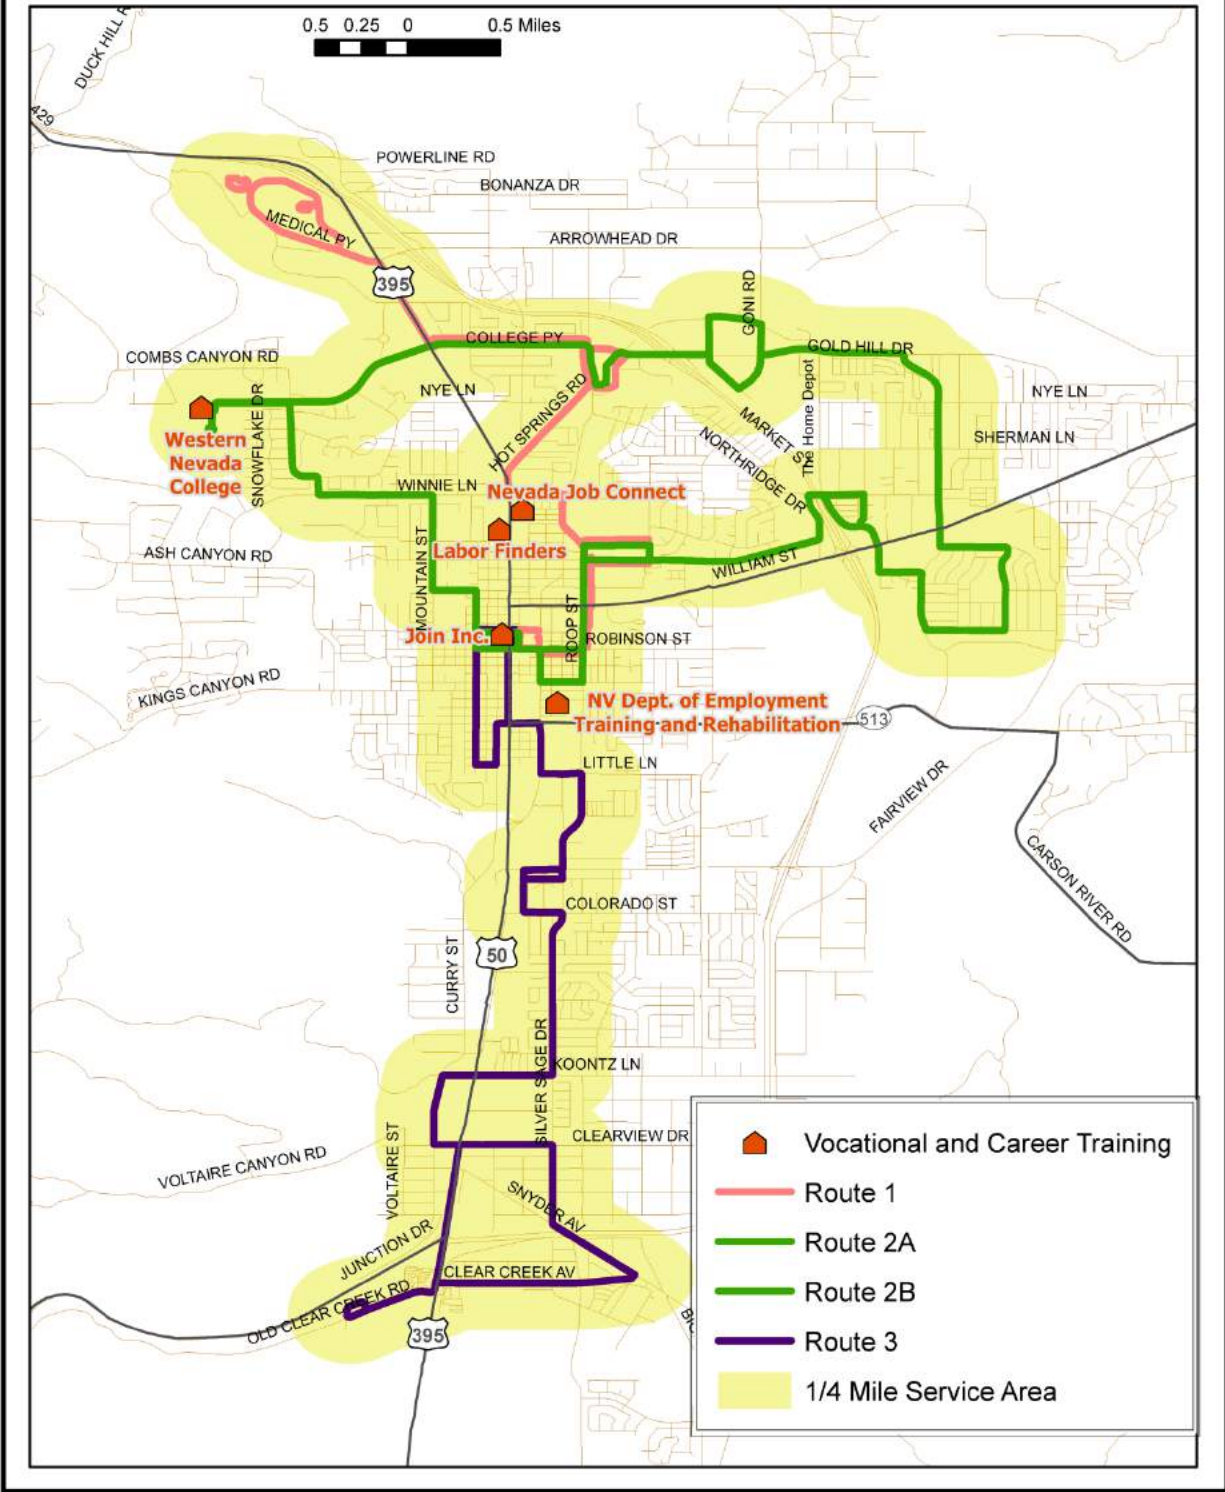 0.5 0.25 0 0.5 Miles
DUCK HILL R
429
POWERLINE RD
BONANZA DR
MEDICAL PY
ARROWHEAD DR
395
GONI RD
COLLEGE PY
GOLD HILL DR
COMBS CANYON RD
NYE LN
NYE LN
HOT SPRINGS RD
The Home Depot
SNOWFLAKE DR
MARKET ST
SHERMAN LN
Western
Nevada
College
NORTHRIDGE DR
WINNIE LN
Nevada Job Connect
ASH CANYON RD
MOUNTAIN ST
Labor Finders
WILLIAM ST
Join Inc.
ROOP ST
ROBINSON ST
KINGS CANYON RD
NV Dept. of Employment
Training and Rehabilitation
513
LITTLE LN
FAIRVIEW DR
CARSON RIVER RD
COLORADO ST
50
CURRY ST
SILVER SAGE DR
KOONTZ LN
CLEARVIEW DR
VOLTAIRE ST
VOLTAIRE CANYON RD
SNYDER AV
JUNCTION DR
CLEAR CREEK AV
OLD CLEAR CREEK RD
395
Vocational and Career Training
Route 1
Route 2A
Route 2B
Route 3
1/4 Mile Service Area